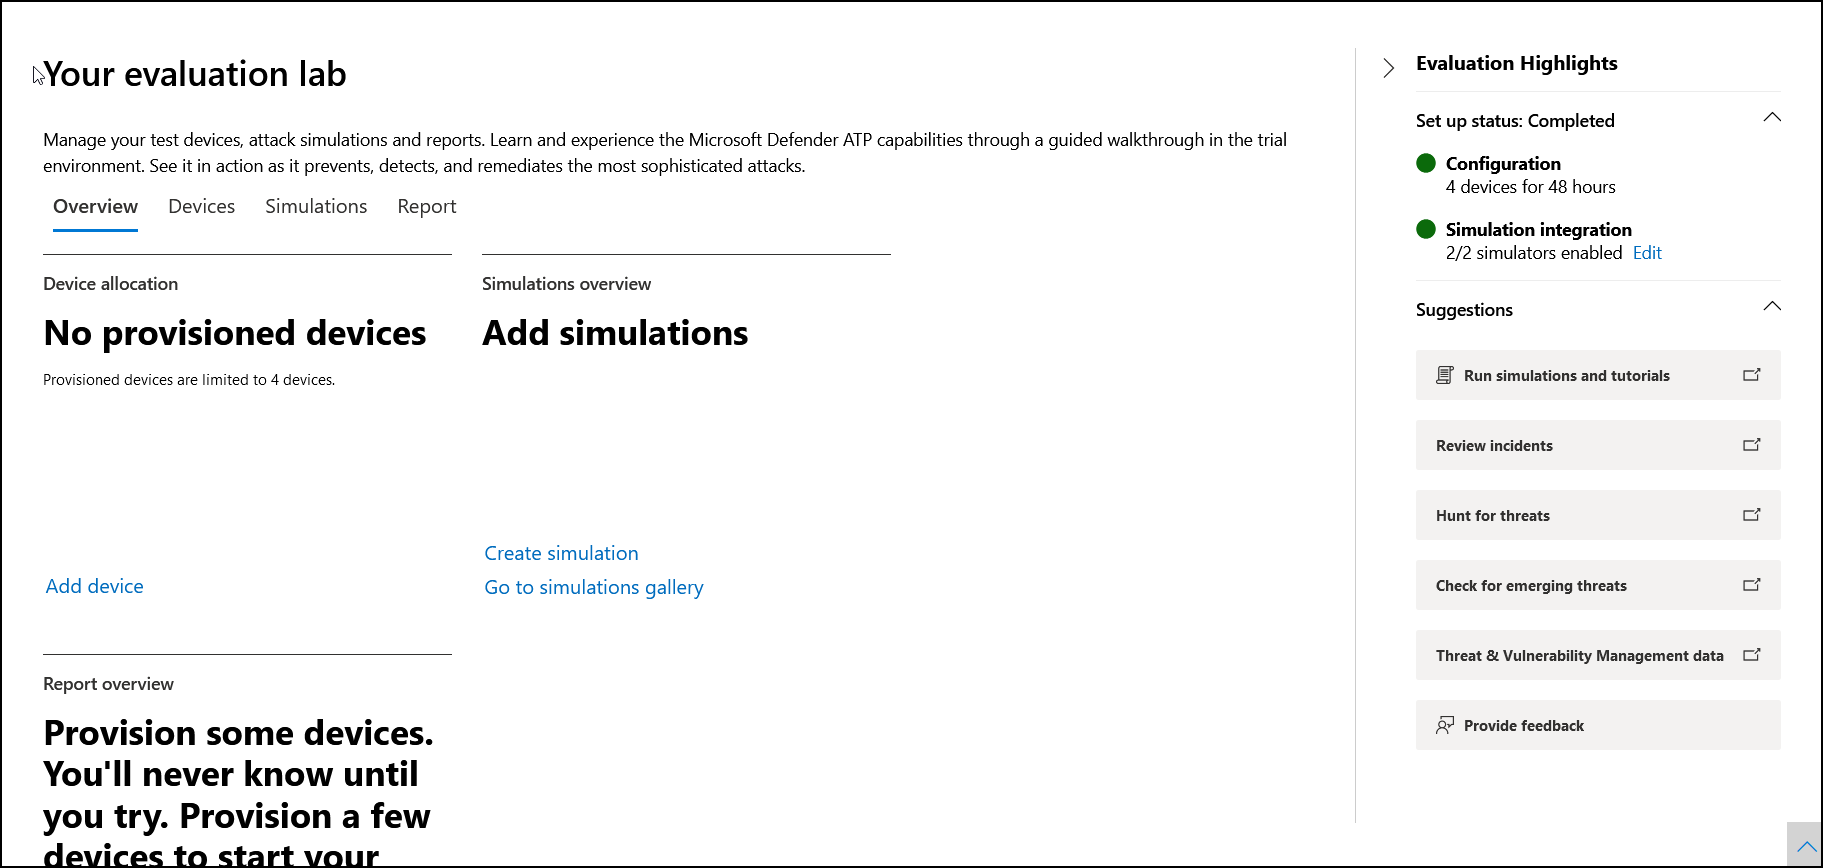 Your evaluation lab
Manage your test devices, attack simulations and reports. Learn and experience the Microsoft Defender ATP capabilities through a guided walkthrough in the trial
environment. See it in action as it prevents, detects, and remediates the most sophisticated attacks.
Overview Devices Simulations Report
Device allocation
No provisioned devices
Provisioned devices are limited to 4 devices.
Add device
Simulations overview
Add simulations
Create simulation
Go to simulations gallery
Report overview
Provision some devices.
You'll never know until
you try. Provision a few
devices to start your
Evaluation Highlights
Set up status: Completed
Configuration
4 devices for 48 hours
Simulation integration
2/2 simulators enabled Edit
Suggestions
Run simulations and tutorials
Review incidents
Hunt for threats
Check for emerging threats
Threat & Vulnerability Management data
Provide feedback